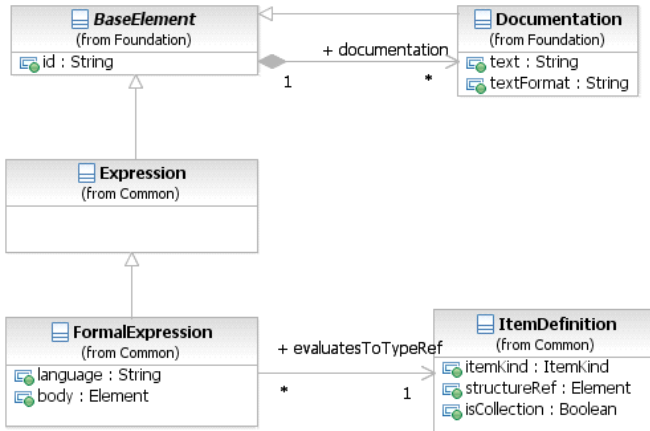 BaseElement
(from Foundation)
id : String
Documentation
(from Foundation)
text : String
textFormat : String
+ documentation
1
*
Expression
(from Common)
FormalExpression
(from Common)
language : String
body : Element
+ evaluatesToTypeRef
*
1
ItemDefinition
(from Common)
itemKind : ItemKind
structureRef : Element
isCollection : Boolean